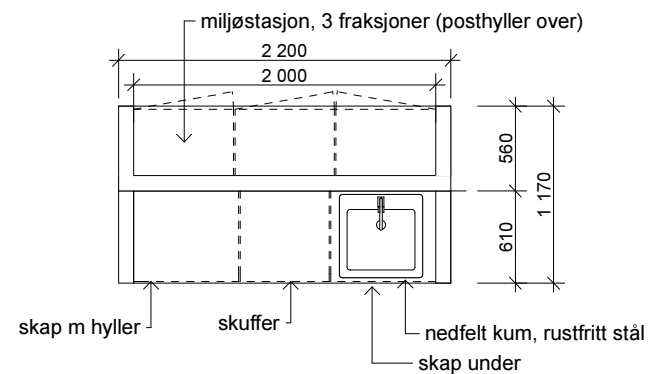 miljøstasjon, 3 fraksjoner (posthyller over)
2 200
2 000
560
1 170
610
skap m hyller
skuffer
nedfelt kum, rustfritt stål
skap under